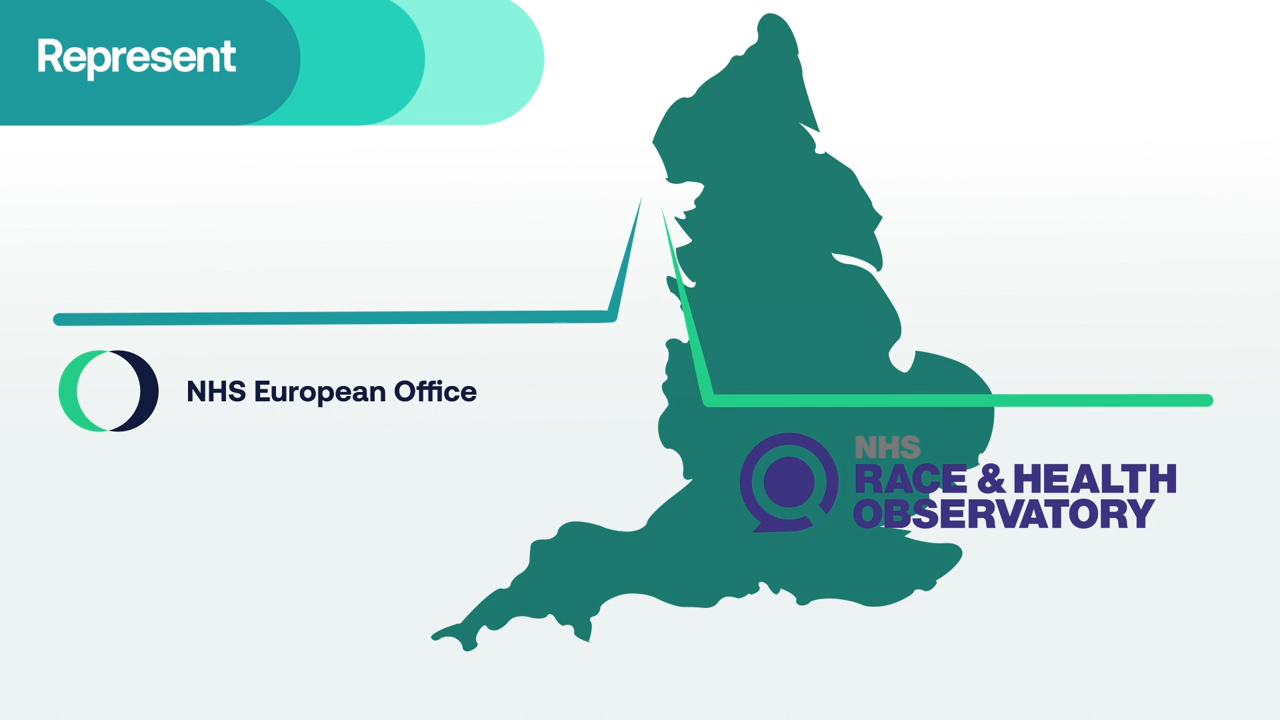 Represent
NHS European Office
NHS
RACE & HEALTH
OBSERVATORY